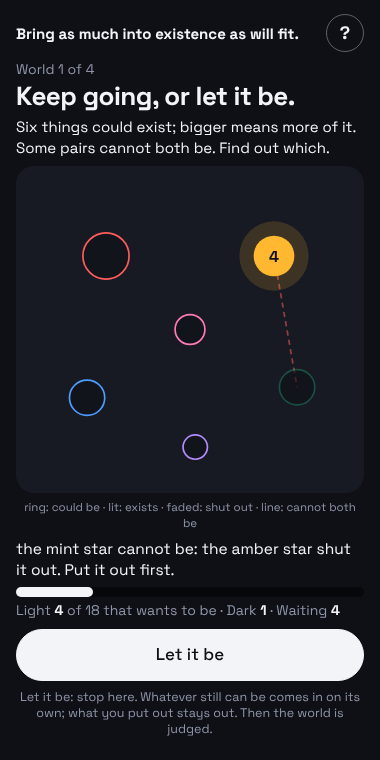 Bring as much into existence as will fit.
?
World 1 of 4
Keep going, or let it be.
Six things could exist; bigger means more of it.
Some pairs cannot both be. Find out which.
4
ring: could be · lit: exists · faded: shut out · line: cannot both
be
the mint star cannot be: the amber star shut
it out. Put it out first.
Light 4 of 18 that wants to be · Dark 1 · Waiting 4
Let it be
Let it be: stop here. Whatever still can be comes in on its
own; what you put out stays out. Then the world is
judged.